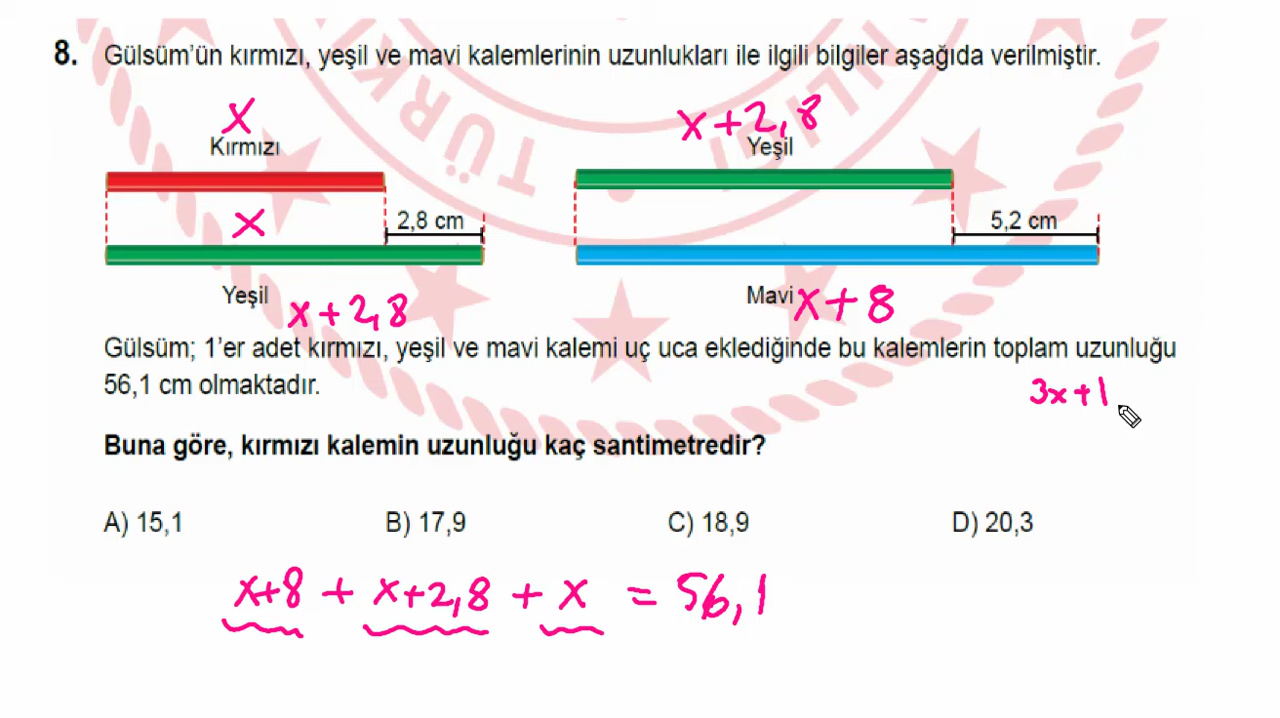 8. Gülsüm'ün kırmızı, yeşil ve mavi kalemlerinin uzunlukları ile ilgili bilgiler aşağıda verilmiştir.
x
x+2,8
Kırmızı
Yeşil
x
2,8 cm
5,2 cm
Yeşil x+2,8
Mavi x+8
Gülsüm; 1'er adet kırmızı, yeşil ve mavi kalemi uç uca eklediğinde bu kalemlerin toplam uzunluğu
56,1 cm olmaktadır.
3x+1
Buna göre, kırmızı kalemin uzunluğu kaç santimetredir?
A) 15,1 B) 17,9 C) 18,9 D) 20,3
x+8 + x+2,8 + x = 56,1
TÜRKİ